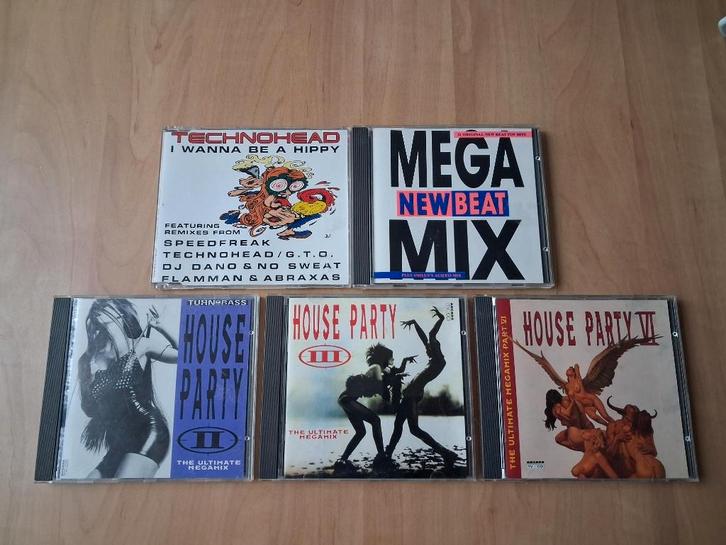 TECHNOHEAD
I WANNA BE A HIPPY
FEATURING
REMIXES FROM
SPEEDFREAK
TECHNOHEAD/G.T.O.
DJ DANO & NO SWEAT
FLAMMAN & ABRAXAS
MEGA
NEW BEAT
MIX
TURN UP THE BASS
HOUSE
PARTY
II
THE ULTIMATE
MEGAMIX
HOUSE PARTY
III
THE ULTIMATE
MEGAMIX
THE ULTIMATE MEGAMIX PART VI
HOUSE PARTY VI